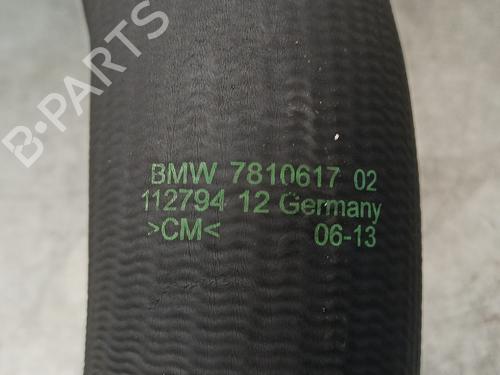 B-PARTS
BMW 7810617 02
112794 12 Germany
>CM< 06-13